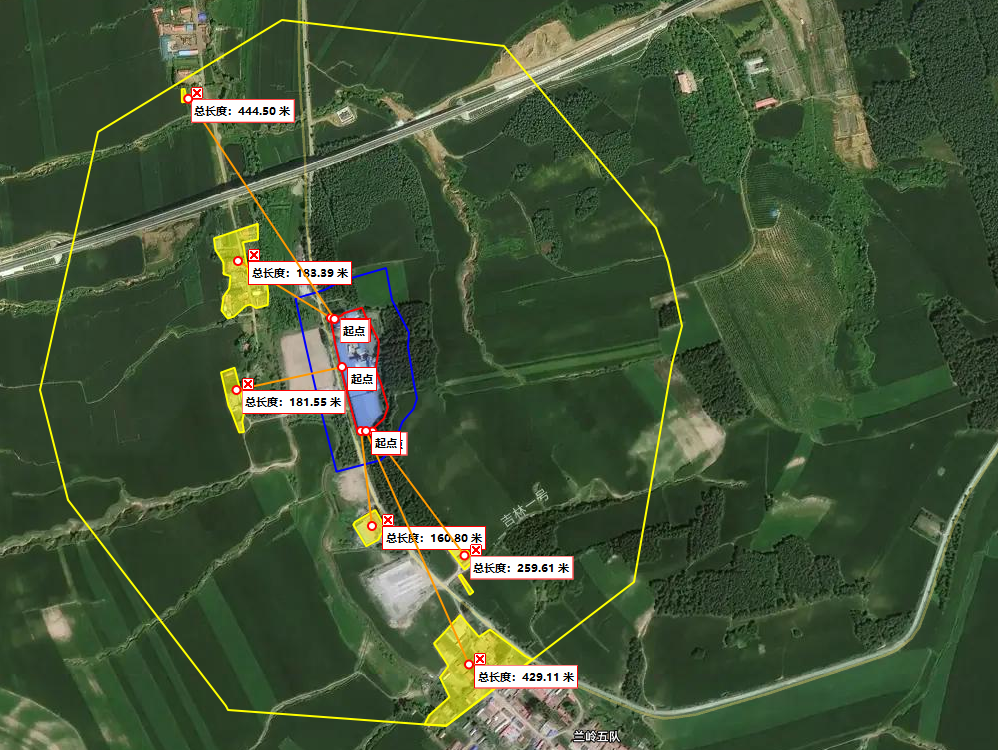 总长度：444.50 米
总长度：183.39 米
起点
起点
总长度：181.55 米
起点
吉林一号
总长度：160.80 米
总长度：259.61 米
总长度：429.11 米
兰岭五队